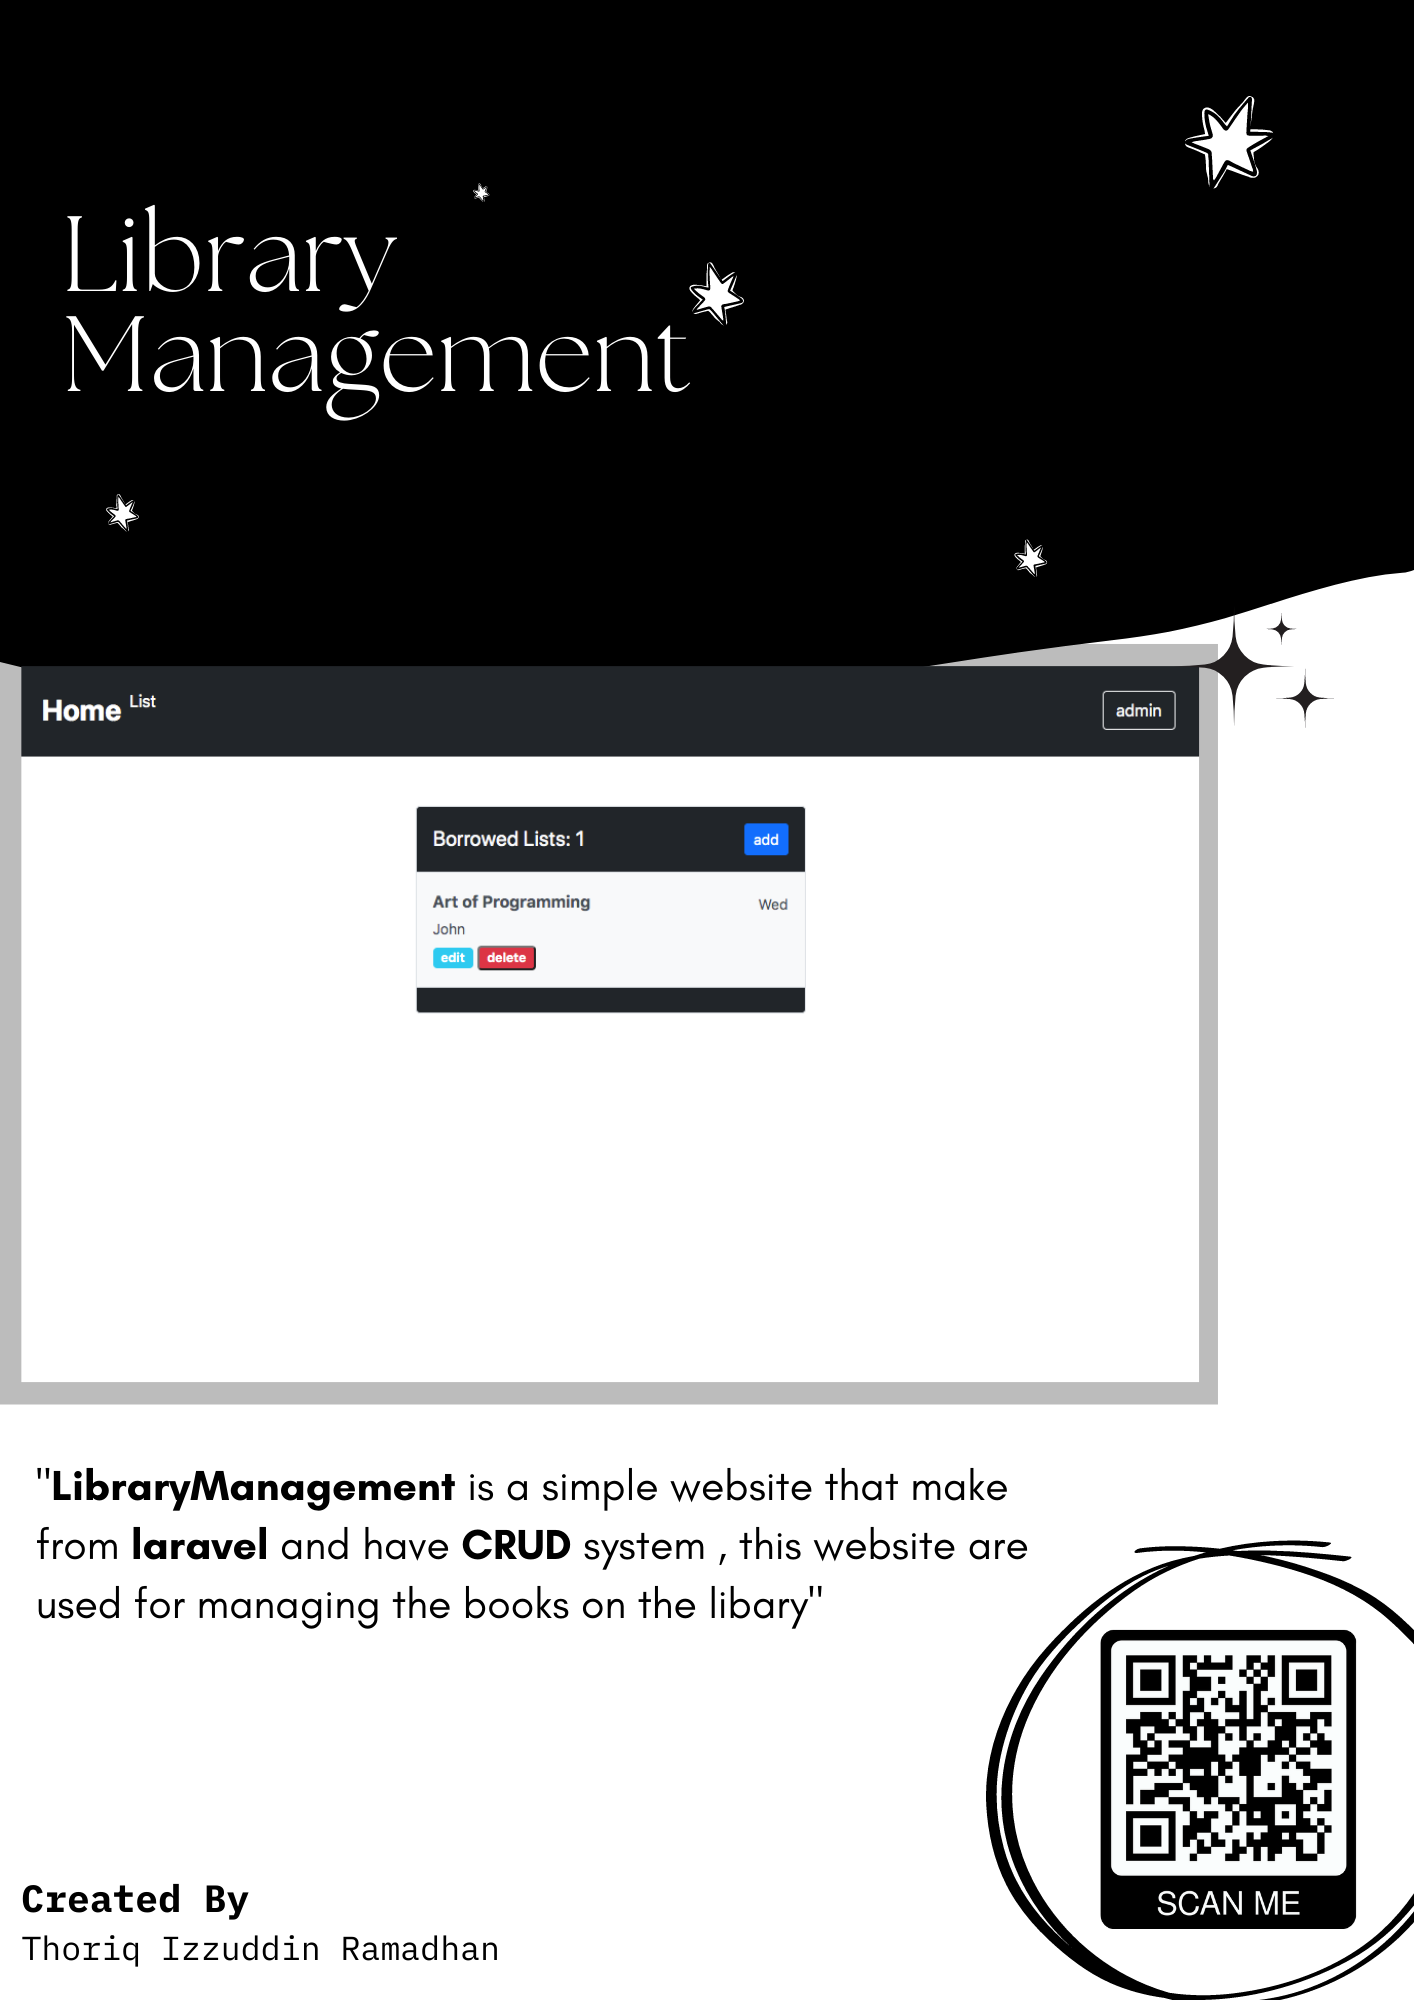 Library
Management
Home List
admin
Borrowed Lists: 1
add
Art of Programming
Wed
John
edit delete
"LibraryManagement is a simple website that make
from laravel and have CRUD system , this website are
used for managing the books on the libary"
SCAN ME
Created By
Thoriq Izzuddin Ramadhan